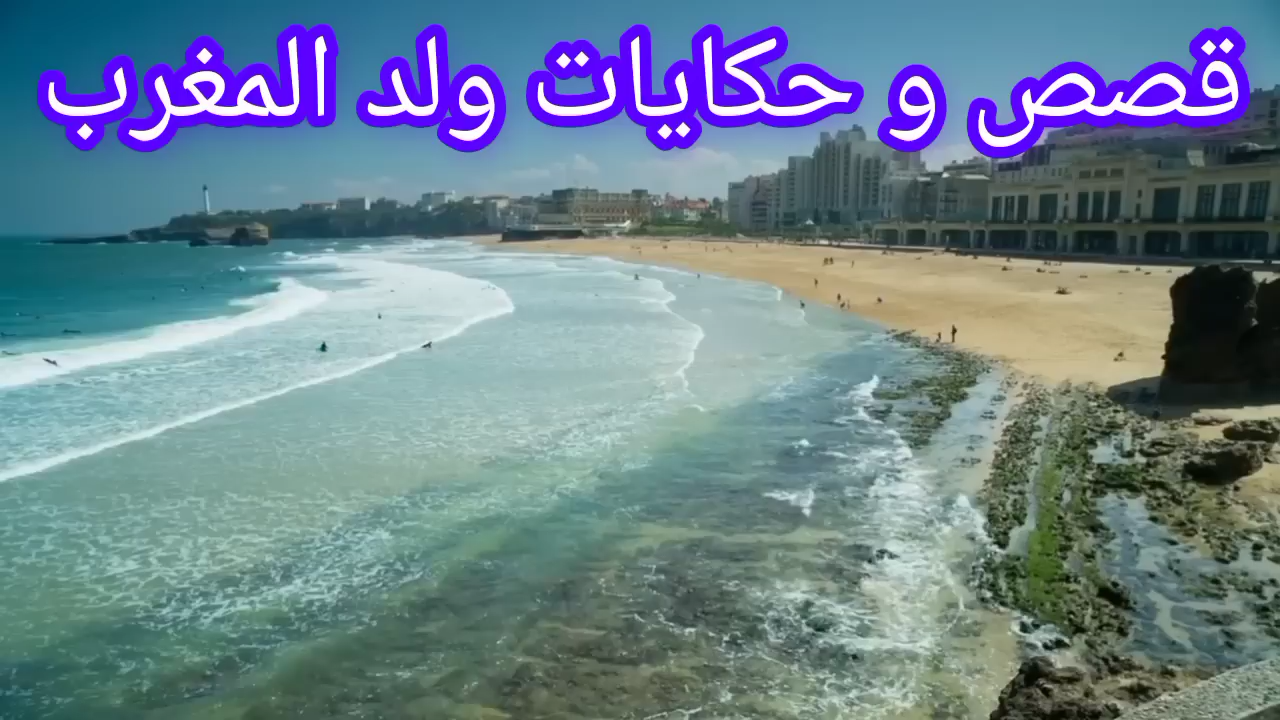 قصص و حكايات ولد المغرب